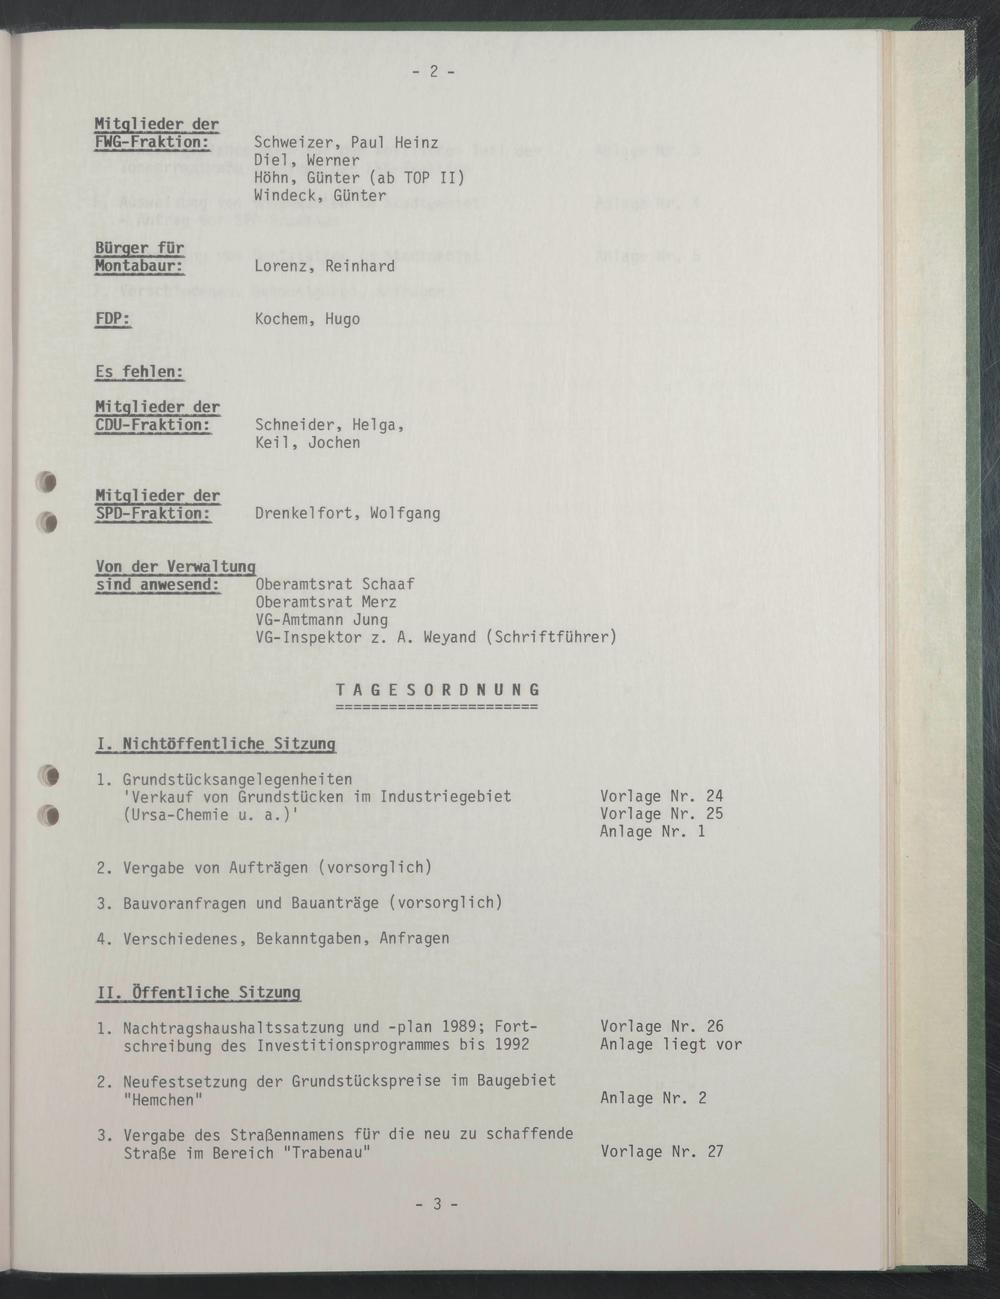 - 2 -
Mitglieder der
FWG-Fraktion: Schweizer, Paul Heinz
Diel, Werner
Höhn, Günter (ab TOP II)
Windeck, Günter
Bürger für
Montabaur: Lorenz, Reinhard
FDP: Kochem, Hugo
Es fehlen:
Mitglieder der
CDU-Fraktion: Schneider, Helga,
Keil, Jochen
Mitglieder der
SPD-Fraktion: Drenkelfort, Wolfgang
Von der Verwaltung
sind anwesend: Oberamtsrat Schaaf
Oberamtsrat Merz
VG-Amtmann Jung
VG-Inspektor z. A. Weyand (Schriftführer)
T A G E S O R D N U N G
=======================
I. Nichtöffentliche Sitzung
1. Grundstücksangelegenheiten
'Verkauf von Grundstücken im Industriegebiet Vorlage Nr. 24
(Ursa-Chemie u. a.)' Vorlage Nr. 25
Anlage Nr. 1
2. Vergabe von Aufträgen (vorsorglich)
3. Bauvoranfragen und Bauanträge (vorsorglich)
4. Verschiedenes, Bekanntgaben, Anfragen
II. Öffentliche Sitzung
1. Nachtragshaushaltssatzung und -plan 1989; Fort- Vorlage Nr. 26
schreibung des Investitionsprogrammes bis 1992 Anlage liegt vor
2. Neufestsetzung der Grundstückspreise im Baugebiet
"Hemchen" Anlage Nr. 2
3. Vergabe des Straßennamens für die neu zu schaffende
Straße im Bereich "Trabenau" Vorlage Nr. 27
- 3 -